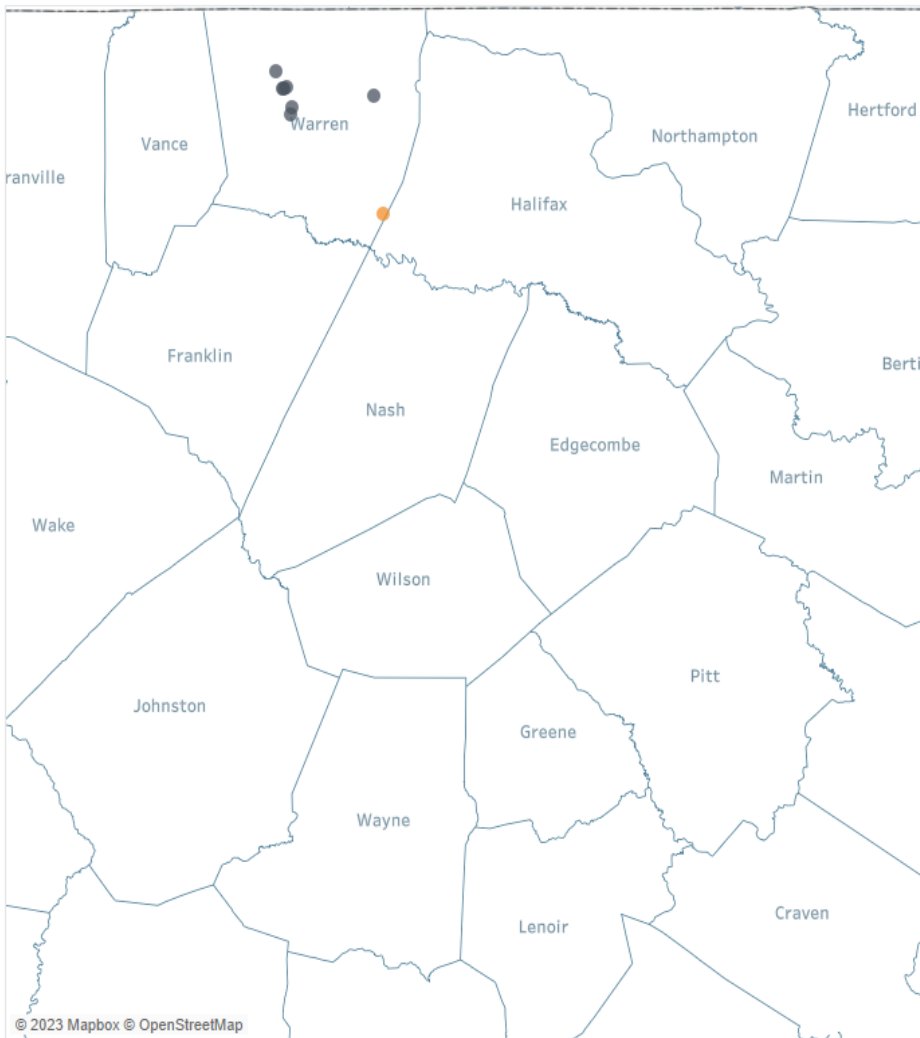 Hertford
Northampton
Warren
Vance
ranville
Halifax
Franklin
Berti
Nash
Edgecombe
Martin
Wake
Wilson
Pitt
Johnston
Greene
Wayne
Craven
Lenoir
© 2023 Mapbox © OpenStreetMap